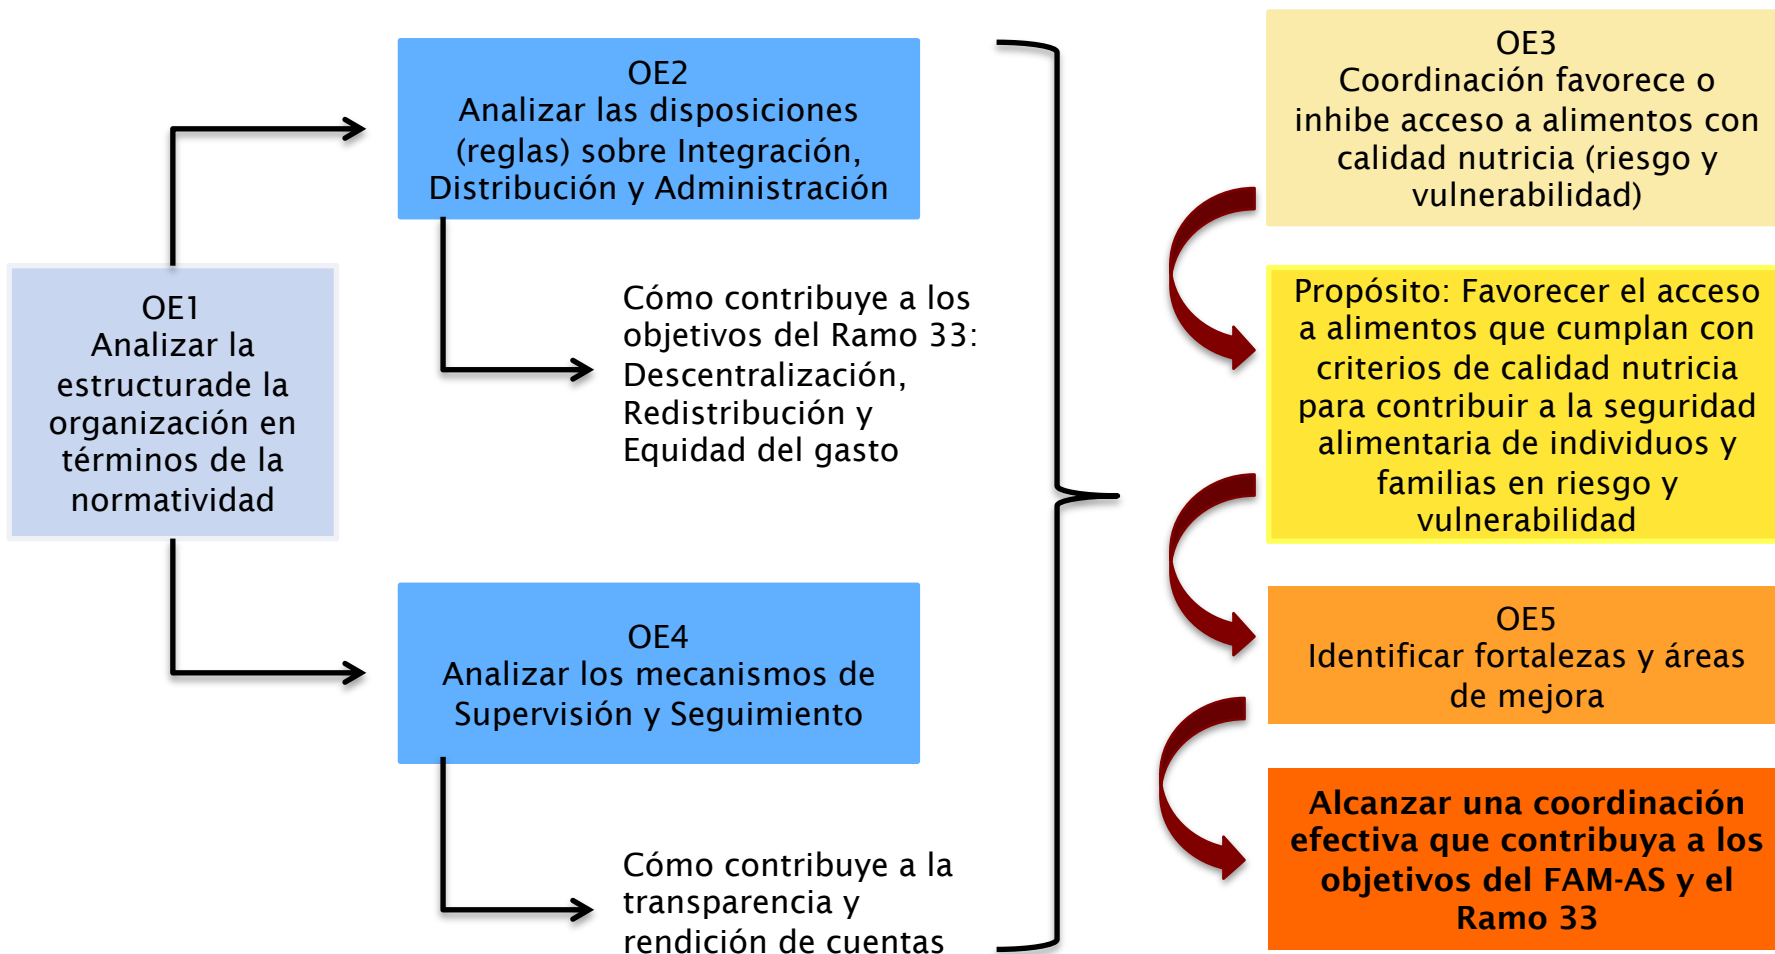 OE1
Analizar la
estructurade la
organización en
términos de la
normatividad
OE2
Analizar las disposiciones
(reglas) sobre Integración,
Distribución y Administración
Cómo contribuye a los
objetivos del Ramo 33:
Descentralización,
Redistribución y
Equidad del gasto
OE4
Analizar los mecanismos de
Supervisión y Seguimiento
Cómo contribuye a la
transparencia y
rendición de cuentas
OE3
Coordinación favorece o
inhibe acceso a alimentos con
calidad nutricia (riesgo y
vulnerabilidad)
Propósito: Favorecer el acceso
a alimentos que cumplan con
criterios de calidad nutricia
para contribuir a la seguridad
alimentaria de individuos y
familias en riesgo y
vulnerabilidad
OE5
Identificar fortalezas y áreas
de mejora
Alcanzar una coordinación
efectiva que contribuya a los
objetivos del FAM-AS y el
Ramo 33